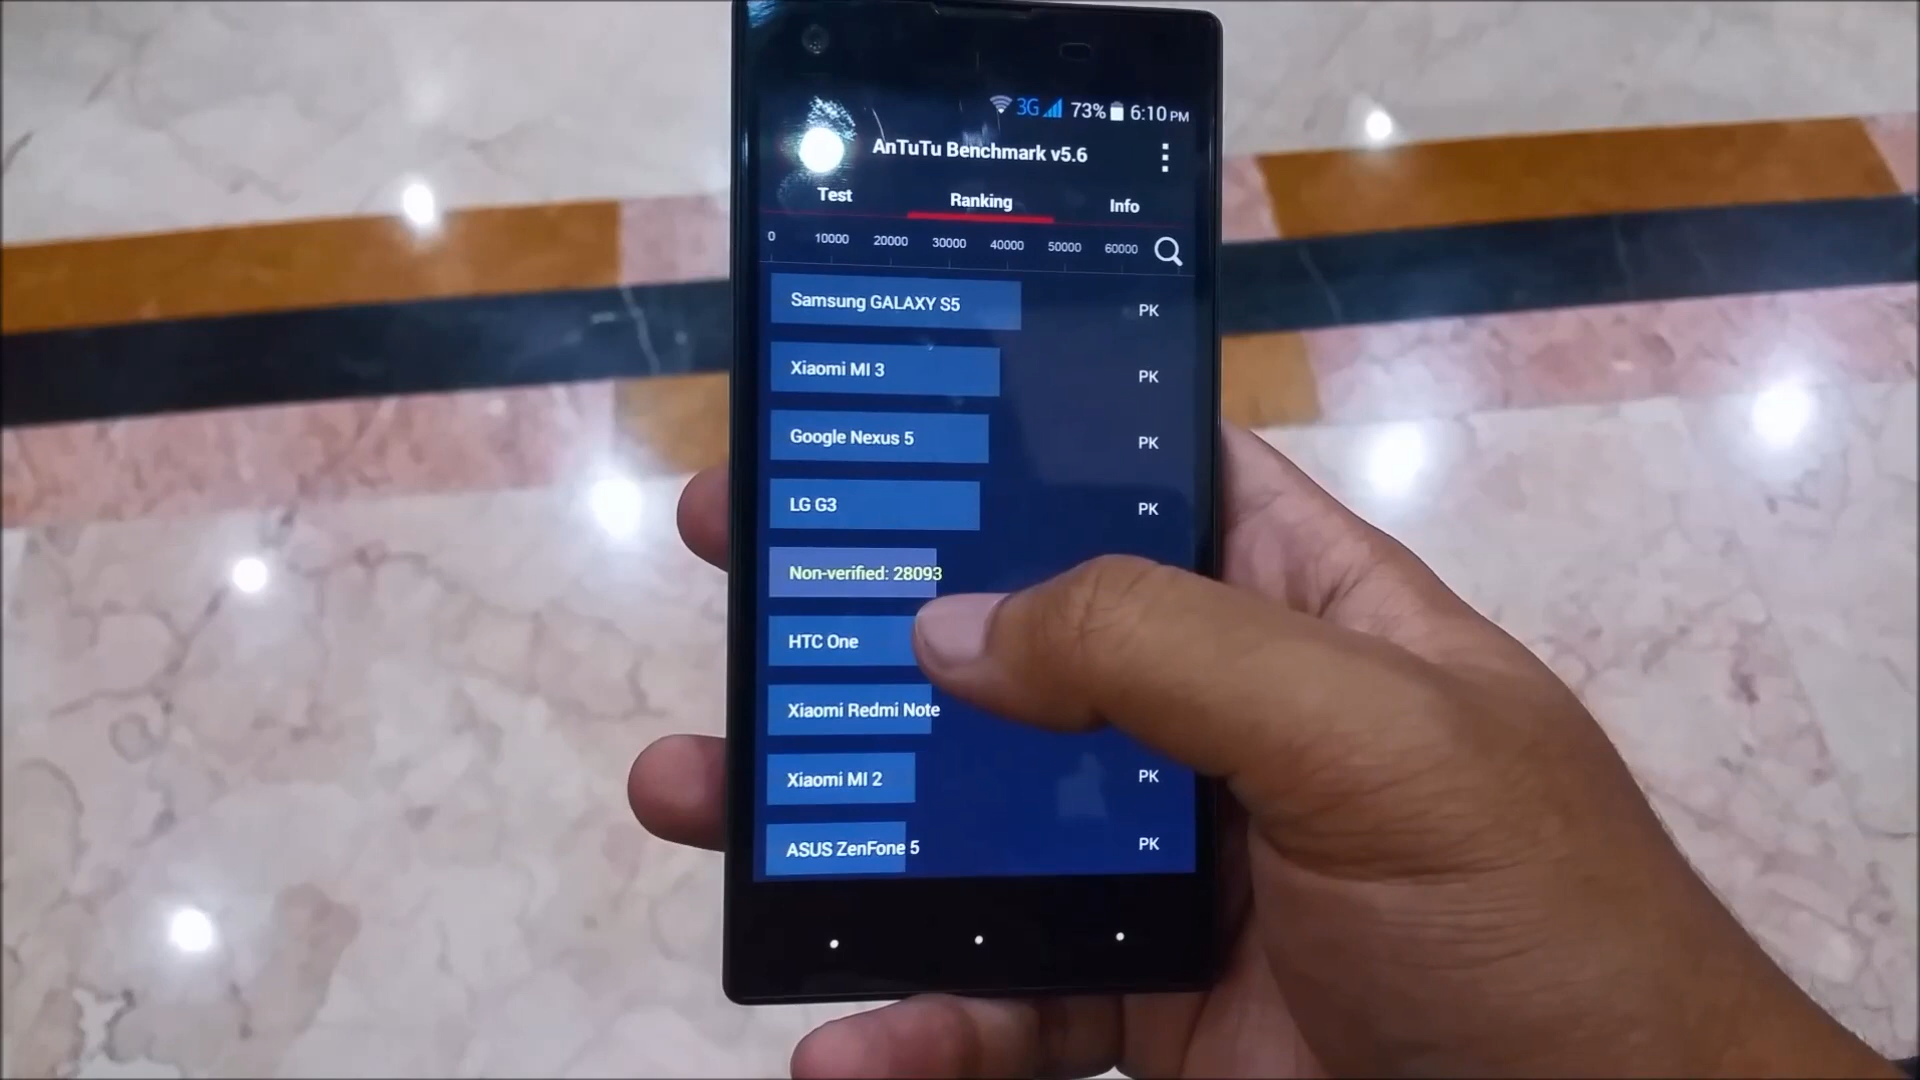 3G 73% 6:10 PM
AnTuTu Benchmark v5.6
Test Ranking Info
0 10000 20000 30000 40000 50000 60000
Samsung GALAXY S5 PK
Xiaomi MI 3 PK
Google Nexus 5 PK
LG G3 PK
Non-verified: 28093
HTC One
Xiaomi Redmi Note
Xiaomi MI 2 PK
ASUS ZenFone 5 PK